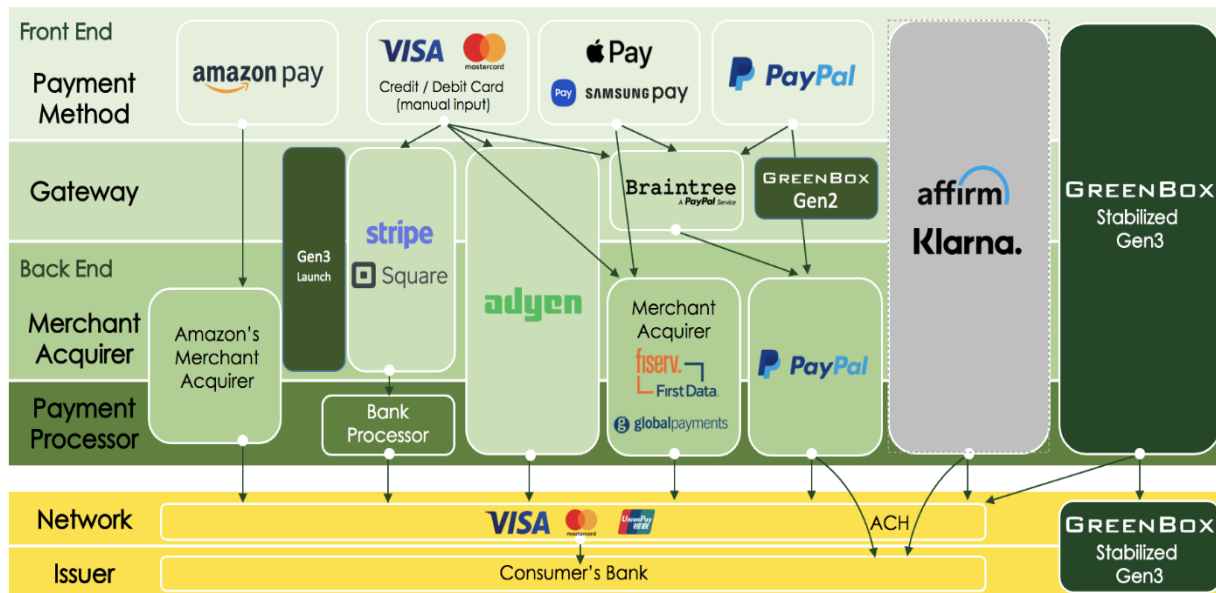 Front End
Payment
Method
amazon pay
VISA
mastercard
Credit / Debit Card
(manual input)
Pay
Pay
SAMSUNG pay
PayPal
Gateway
Gen3
Launch
stripe
Square
adyen
Braintree
A PayPal Service
GREENBOX
Gen2
affirm
Klarna.
GREENBOX
Stabilized
Gen3
Back End
Merchant
Acquirer
Amazon's
Merchant
Acquirer
Merchant
Acquirer
fiserv.
First Data.
globalpayments
PayPal
Payment
Processor
Bank
Processor
Network
VISA
mastercard
UnionPay
银联
ACH
GREENBOX
Stabilized
Gen3
Issuer
Consumer's Bank